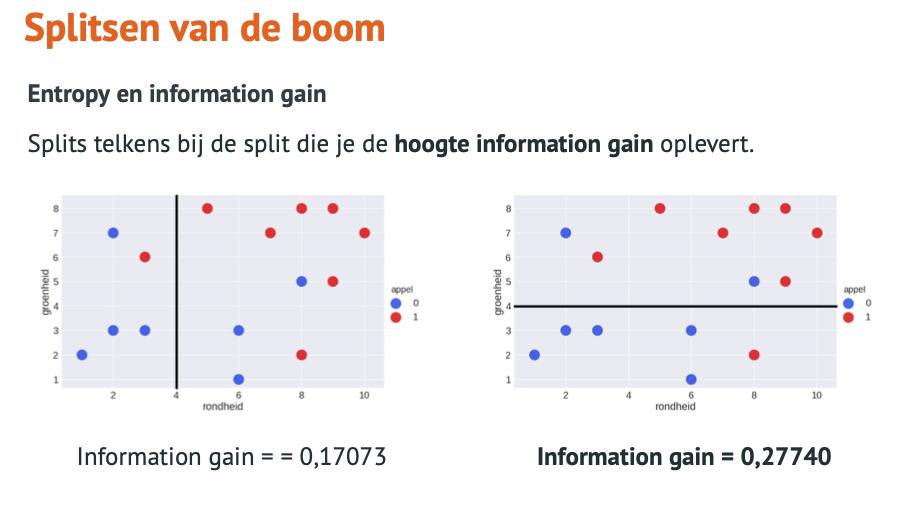 Splitsen van de boom
Entropy en information gain
Splits telkens bij de split die je de hoogte information gain oplevert.
8
7
6
5
4
3
2
1
groenheid
2 4 6 8 10
rondheid
appel
0
1
8
7
6
5
4
3
2
1
groenheid
2 4 6 8 10
rondheid
appel
0
1
Information gain = = 0,17073
Information gain = 0,27740